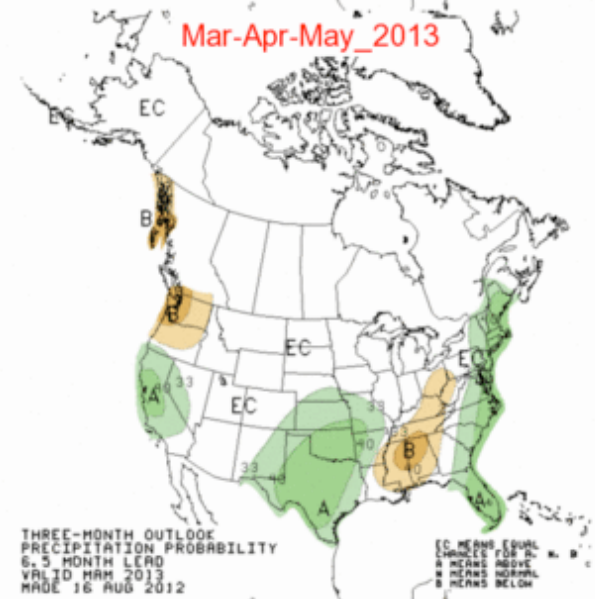 Mar-Apr-May_2013
EC
EC
B
B
EC
EC
A
40
33
EC
33
33
40
B
40
33
40
A
A
THREE-MONTH OUTLOOK
PRECIPITATION PROBABILITY
6.5 MONTH LEAD
VALID MAM 2013
MADE 16 AUG 2012
EC MEANS EQUAL
CHANCES FOR A, N, B
A MEANS ABOVE
N MEANS NORMAL
B MEANS BELOW